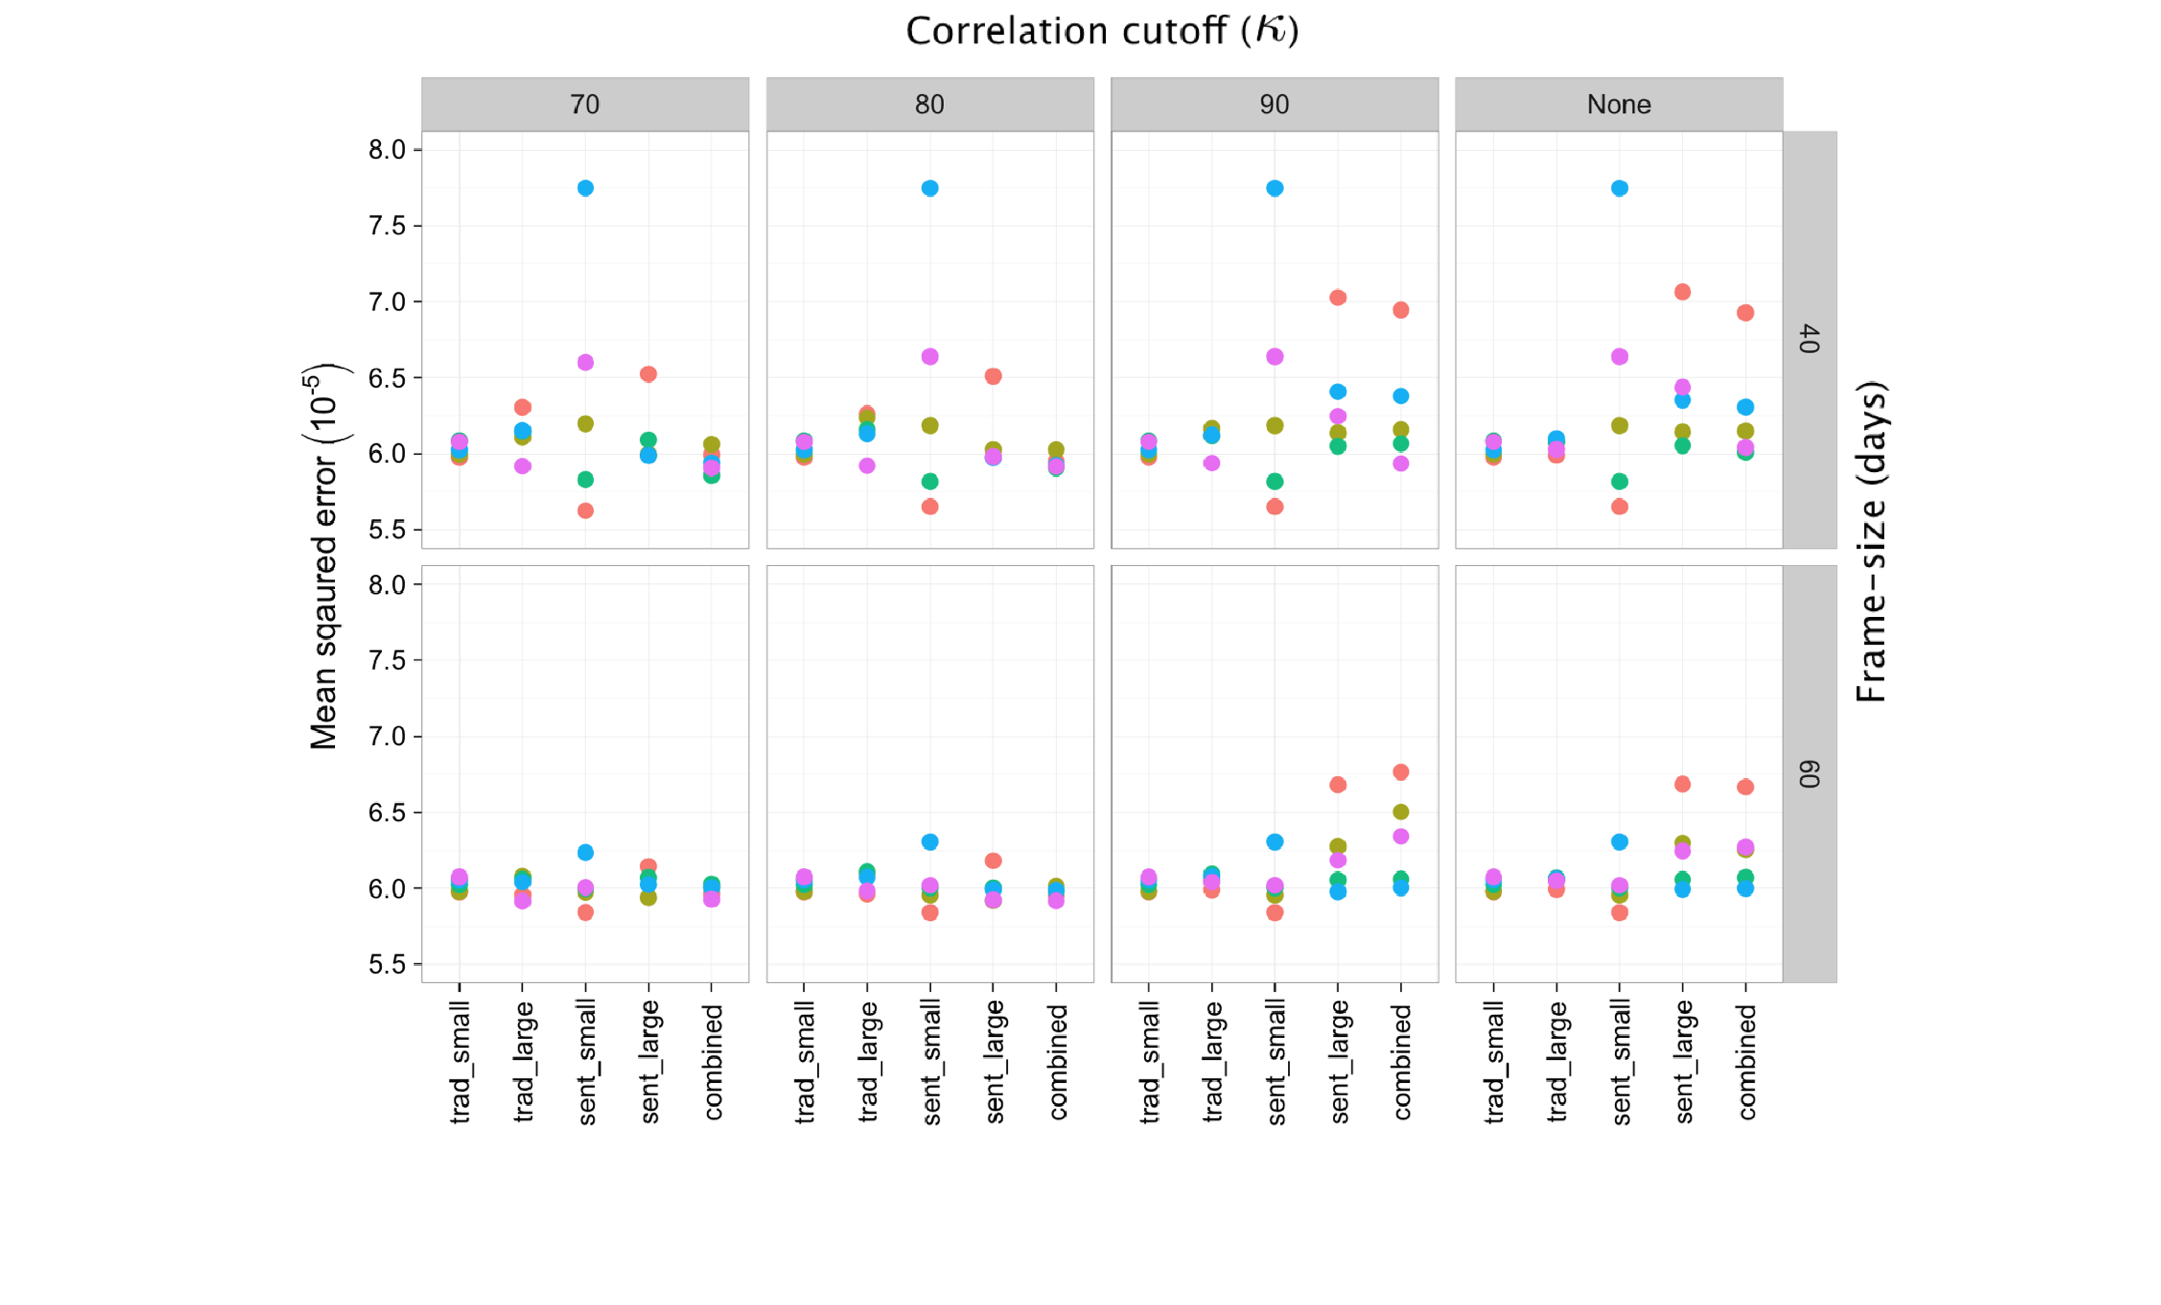 Correlation cutoff (κ)
70 80 90 None
8.0
7.5
7.0
6.5
6.0
5.5
40
8.0
7.5
7.0
6.5
6.0
5.5
60
Mean sqaured error (10-5)
Frame-size (days)
trad_small trad_large sent_small sent_large combined
trad_small trad_large sent_small sent_large combined
trad_small trad_large sent_small sent_large combined
trad_small trad_large sent_small sent_large combined